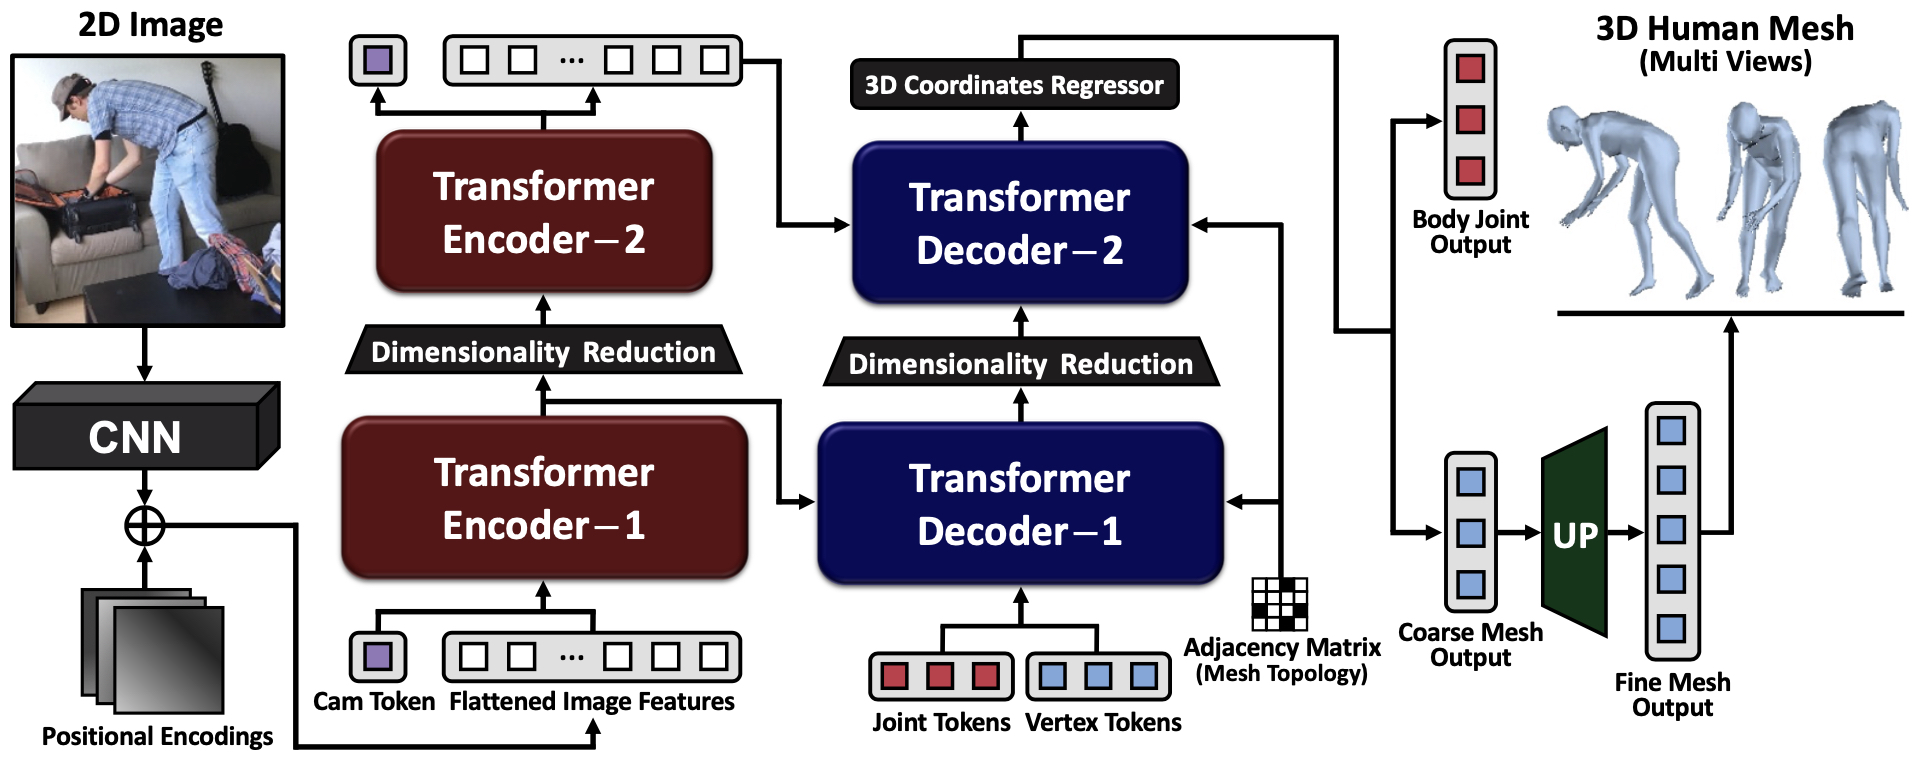 2D Image
CNN
Positional Encodings
Transformer
Encoder–2
Dimensionality Reduction
Transformer
Encoder–1
Cam Token
Flattened Image Features
3D Coordinates Regressor
Transformer
Decoder–2
Dimensionality Reduction
Transformer
Decoder–1
Joint Tokens
Vertex Tokens
Adjacency Matrix
(Mesh Topology)
Body Joint
Output
3D Human Mesh
(Multi Views)
Coarse Mesh
Output
UP
Fine Mesh
Output